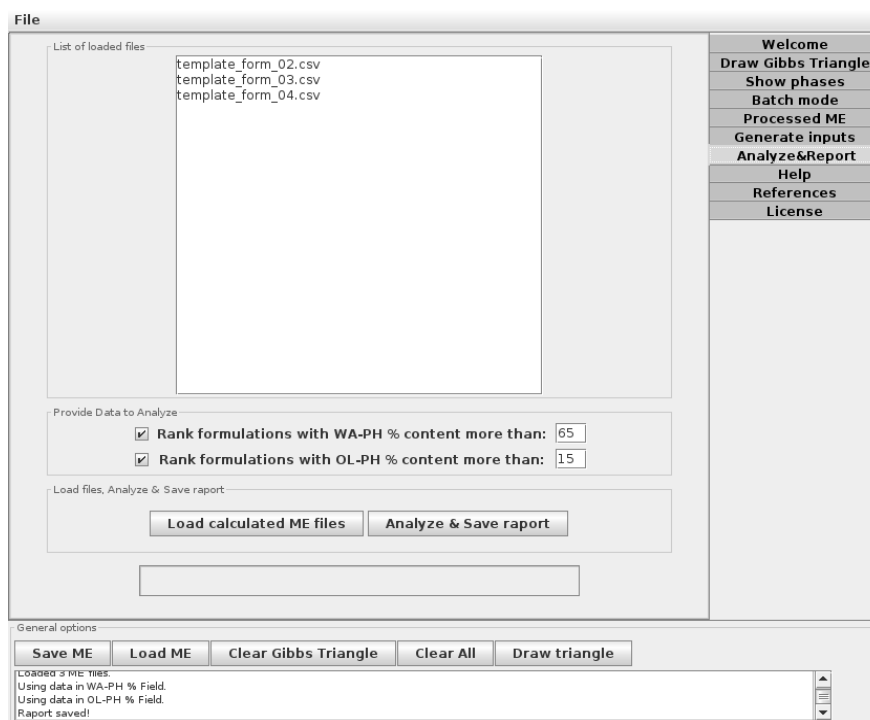 File
List of loaded files
template_form_02.csv
template_form_03.csv
template_form_04.csv
Provide Data to Analyze
Rank formulations with WA-PH % content more than: 65
Rank formulations with OL-PH % content more than: 15
Load files, Analyze & Save raport
Load calculated ME files
Analyze & Save raport
Welcome
Draw Gibbs Triangle
Show phases
Batch mode
Processed ME
Generate inputs
Analyze&Report
Help
References
License
General options
Save ME
Load ME
Clear Gibbs Triangle
Clear All
Draw triangle
Loaded 3 ME files.
Using data in WA-PH % Field.
Using data in OL-PH % Field.
Raport saved!